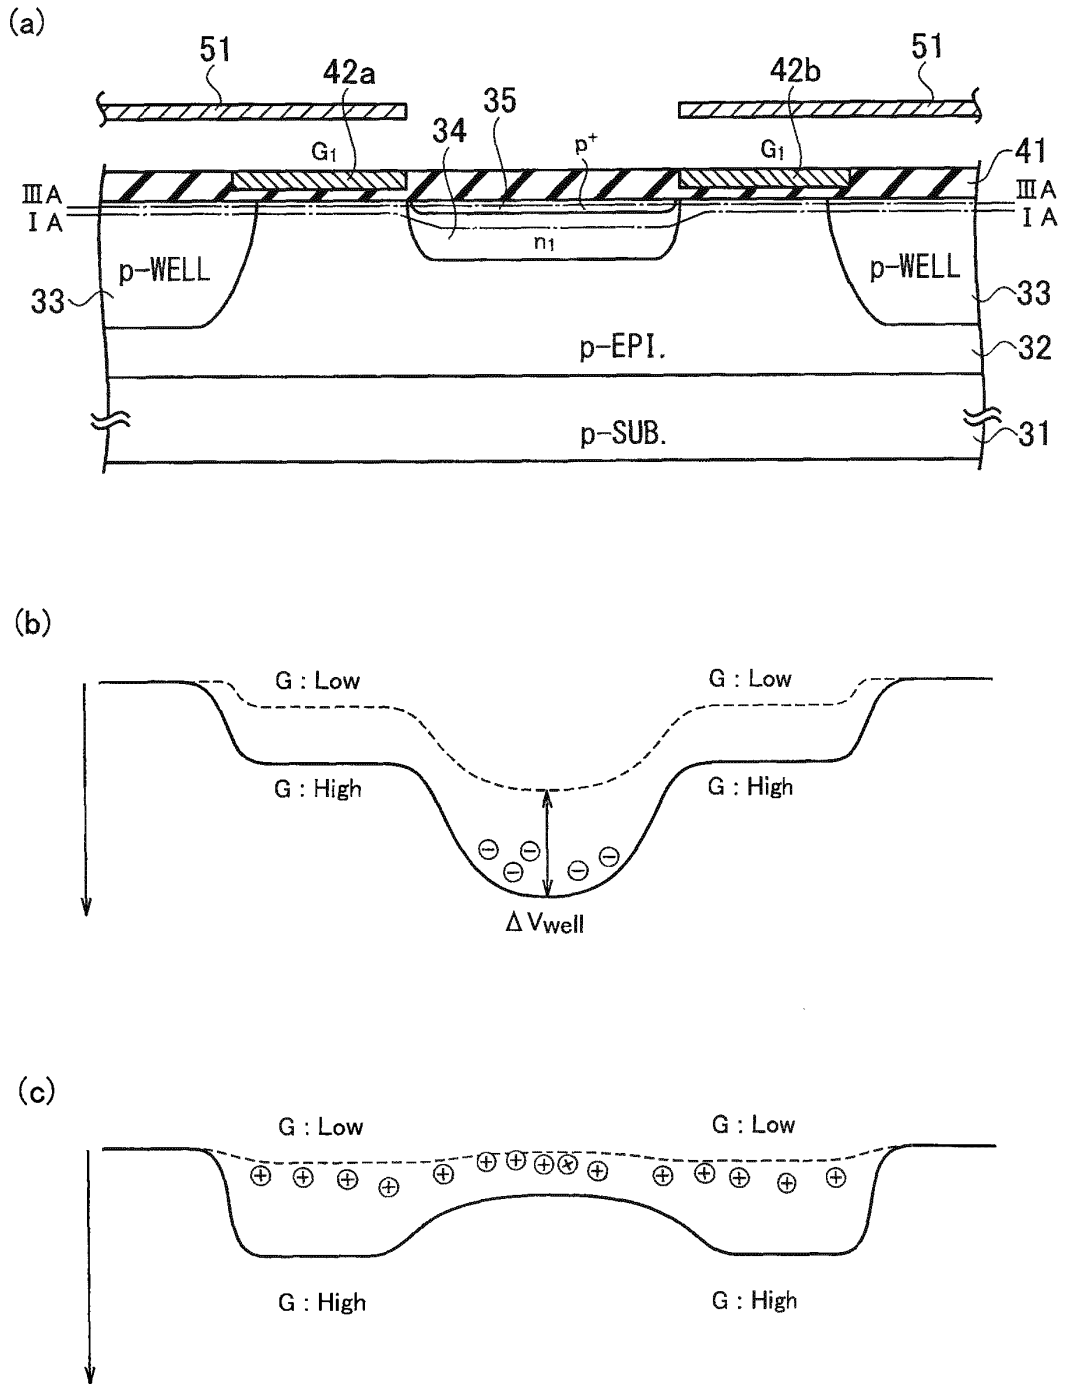 (a)
51
42a
35
34
p+
G1
42b
51
G1
41
ⅢA
ⅢA
ⅠA
ⅠA
n1
p-WELL
p-WELL
33
33
p-EPI.
32
p-SUB.
31
(b)
G : Low
G : Low
G : High
G : High
⊖ ⊖ ⊖ ⊖ ⊖
ΔVwell
(c)
G : Low
G : Low
⊕ ⊕ ⊕ ⊕ ⊕ ⊕ ⊕ ⊕ ⊗ ⊕ ⊕ ⊕ ⊕ ⊕ ⊕
G : High
G : High